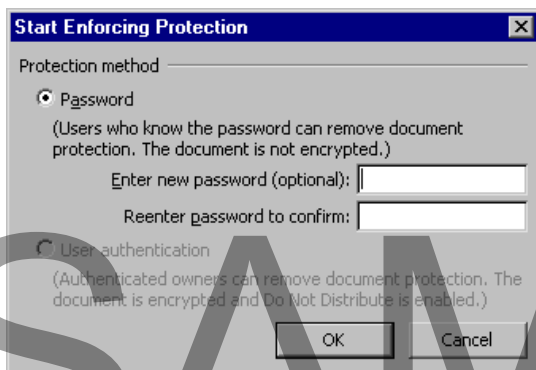 Start Enforcing Protection
Protection method
Password
(Users who know the password can remove document
protection. The document is not encrypted.)
Enter new password (optional):
Reenter password to confirm:
User authentication
(Authenticated owners can remove document protection. The
document is encrypted and Do Not Distribute is enabled.)
OK
Cancel
SAM